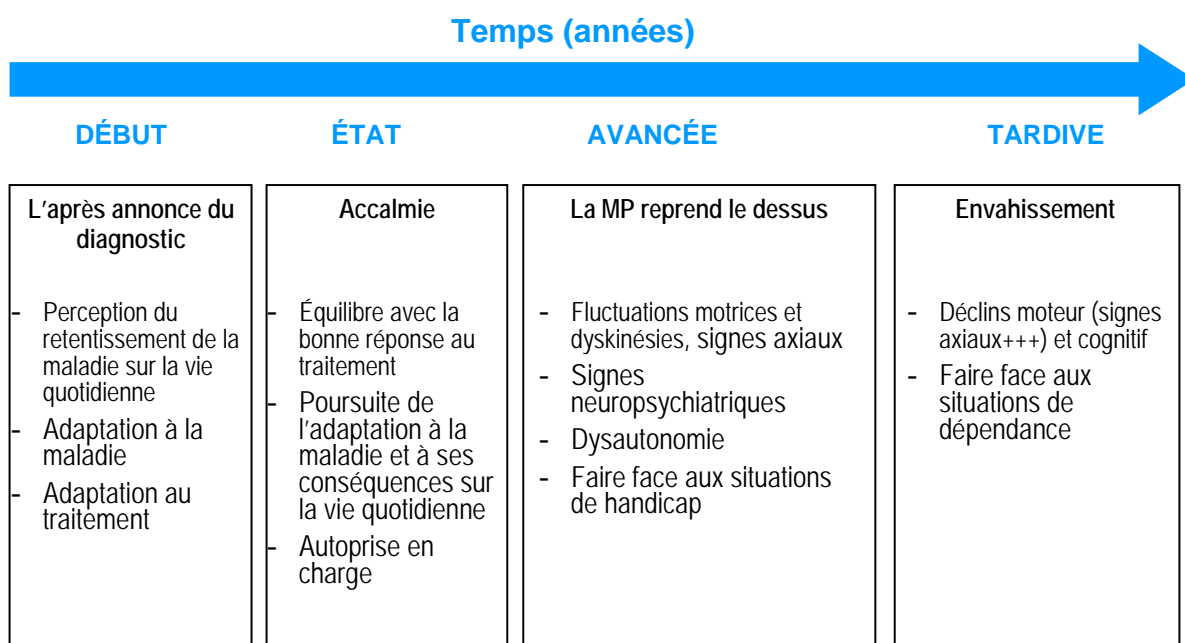 Temps (années)
DÉBUT
ÉTAT
AVANCÉE
TARDIVE
L'après annonce du
diagnostic
- Perception du
retentissement de la
maladie sur la vie
quotidienne
- Adaptation à la
maladie
- Adaptation au
traitement
Accalmie
- Équilibre avec la
bonne réponse au
traitement
- Poursuite de
l'adaptation à la
maladie et à ses
conséquences sur
la vie quotidienne
- Autoprise en
charge
La MP reprend le dessus
- Fluctuations motrices et
dyskinésies, signes axiaux
- Signes
neuropsychiatriques
- Dysautonomie
- Faire face aux situations
de handicap
Envahissement
- Déclins moteur (signes
axiaux+++) et cognitif
- Faire face aux
situations de
dépendance